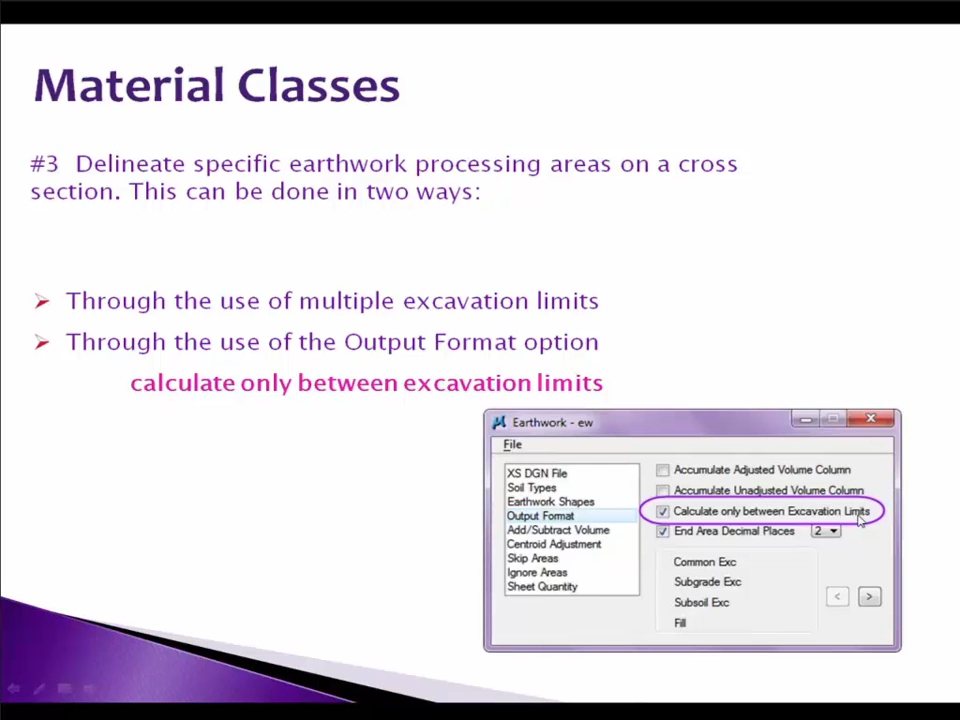 Material Classes
#3 Delineate specific earthwork processing areas on a cross
section. This can be done in two ways:
Through the use of multiple excavation limits
Through the use of the Output Format option
calculate only between excavation limits
Earthwork - ew
File
XS DGN File
Soil Types
Earthwork Shapes
Output Format
Add/Subtract Volume
Centroid Adjustment
Skip Areas
Ignore Areas
Sheet Quantity
Accumulate Adjusted Volume Column
Accumulate Unadjusted Volume Column
Calculate only between Excavation Limits
End Area Decimal Places 2
Common Exc
Subgrade Exc
Subsoil Exc
Fill
< >